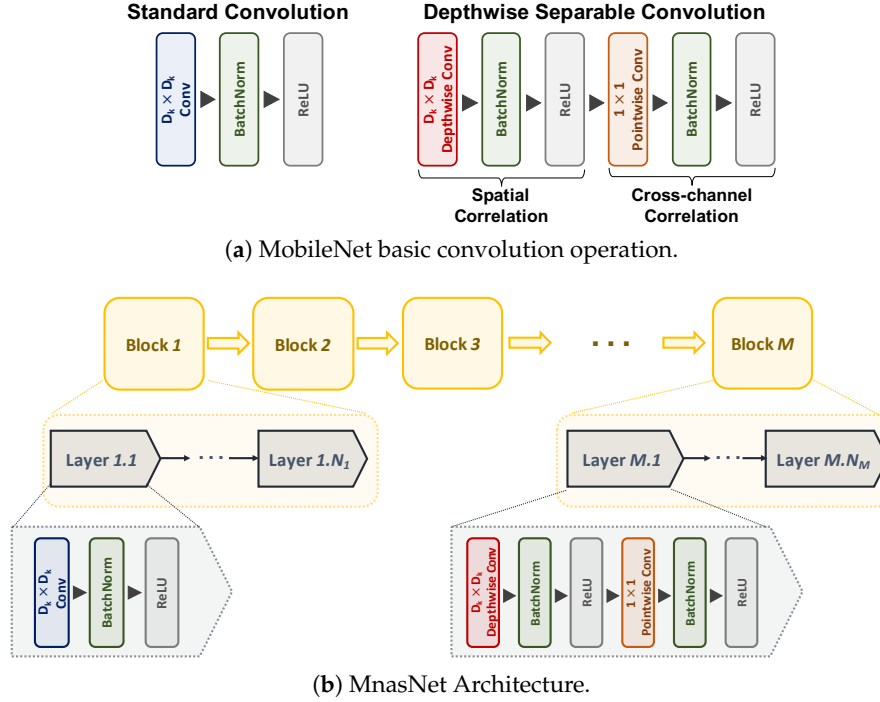 Standard Convolution
Depthwise Separable Convolution
Dₖ × Dₖ
Conv
BatchNorm
ReLU
Dₖ × Dₖ
Depthwise Conv
BatchNorm
ReLU
1 × 1
Pointwise Conv
BatchNorm
ReLU
Spatial
Correlation
Cross-channel
Correlation
(a) MobileNet basic convolution operation.
Block 1
Block 2
Block 3
· · ·
Block M
Layer 1.1
· · ·
Layer 1.N₁
Layer M.1
· · ·
Layer M.N_M
Dₖ × Dₖ
Conv
BatchNorm
ReLU
Dₖ × Dₖ
Depthwise Conv
BatchNorm
ReLU
1 × 1
Pointwise Conv
BatchNorm
ReLU
(b) MnasNet Architecture.